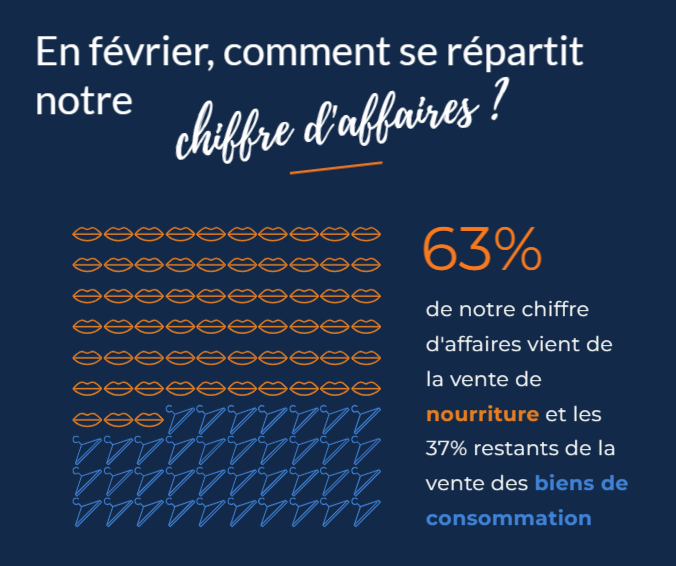 En février, comment se répartit
notre
chiffre d'affaires ?
63%
de notre chiffre
d'affaires vient de
la vente de
nourriture et les
37% restants de la
vente des biens de
consommation